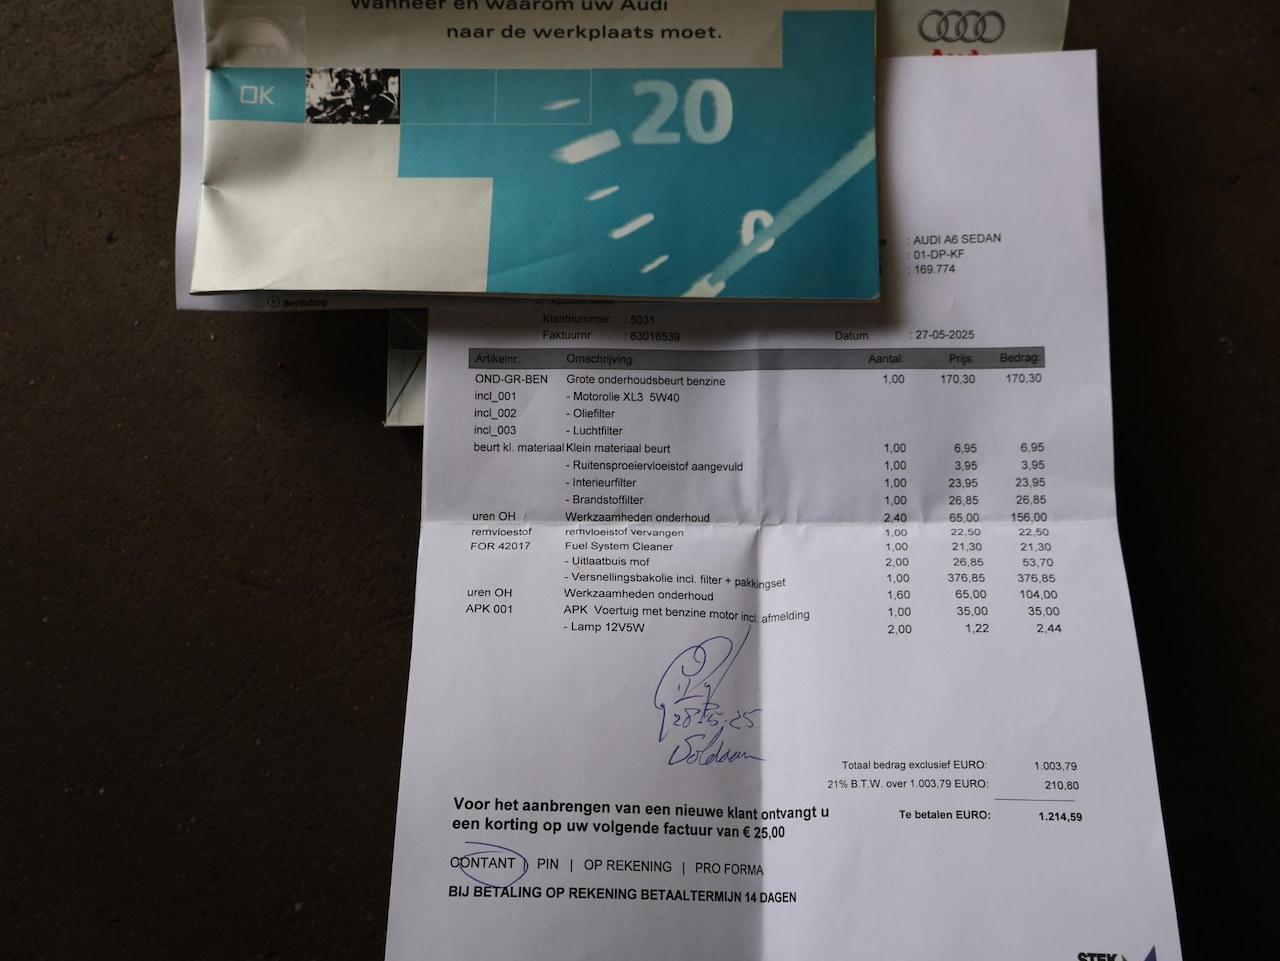 Wanneer en waarom uw Audi
naar de werkplaats moet.
OK
20
0
: AUDI A6 SEDAN
: 01-DP-KF
: 169.774
Bevinding
Klantnummer : 5031
Faktuurnr : 83018539 Datum : 27-05-2025
Artikelnr. Omschrijving: Aantal: Prijs: Bedrag:
OND-GR-BEN Grote onderhoudsbeurt benzine 1,00 170,30 170,30
incl_001 - Motorolie XL3 5W40
incl_002 - Oliefilter
incl_003 - Luchtfilter
beurt kl. materiaal Klein materiaal beurt 1,00 6,95 6,95
- Ruitensproeiervloeistof aangevuld 1,00 3,95 3,95
- Interieurfilter 1,00 23,95 23,95
- Brandstoffilter 1,00 26,85 26,85
uren OH Werkzaamheden onderhoud 2,40 65,00 156,00
remvloestof remvloeistof vervangen 1,00 22,50 22,50
FOR 42017 Fuel System Cleaner 1,00 21,30 21,30
- Uitlaatbuis mof 2,00 26,85 53,70
- Versnellingsbakolie incl. filter + pakkingset 1,00 376,85 376,85
uren OH Werkzaamheden onderhoud 1,60 65,00 104,00
APK 001 APK Voertuig met benzine motor incl. afmelding 1,00 35,00 35,00
- Lamp 12V5W 2,00 1,22 2,44
Totaal bedrag exclusief EURO: 1.003,79
21% B.T.W. over 1.003,79 EURO: 210,80
Te betalen EURO: 1.214,59
Voor het aanbrengen van een nieuwe klant ontvangt u
een korting op uw volgende factuur van € 25,00
CONTANT | PIN | OP REKENING | PRO FORMA
BIJ BETALING OP REKENING BETAALTERMIJN 14 DAGEN
STEK